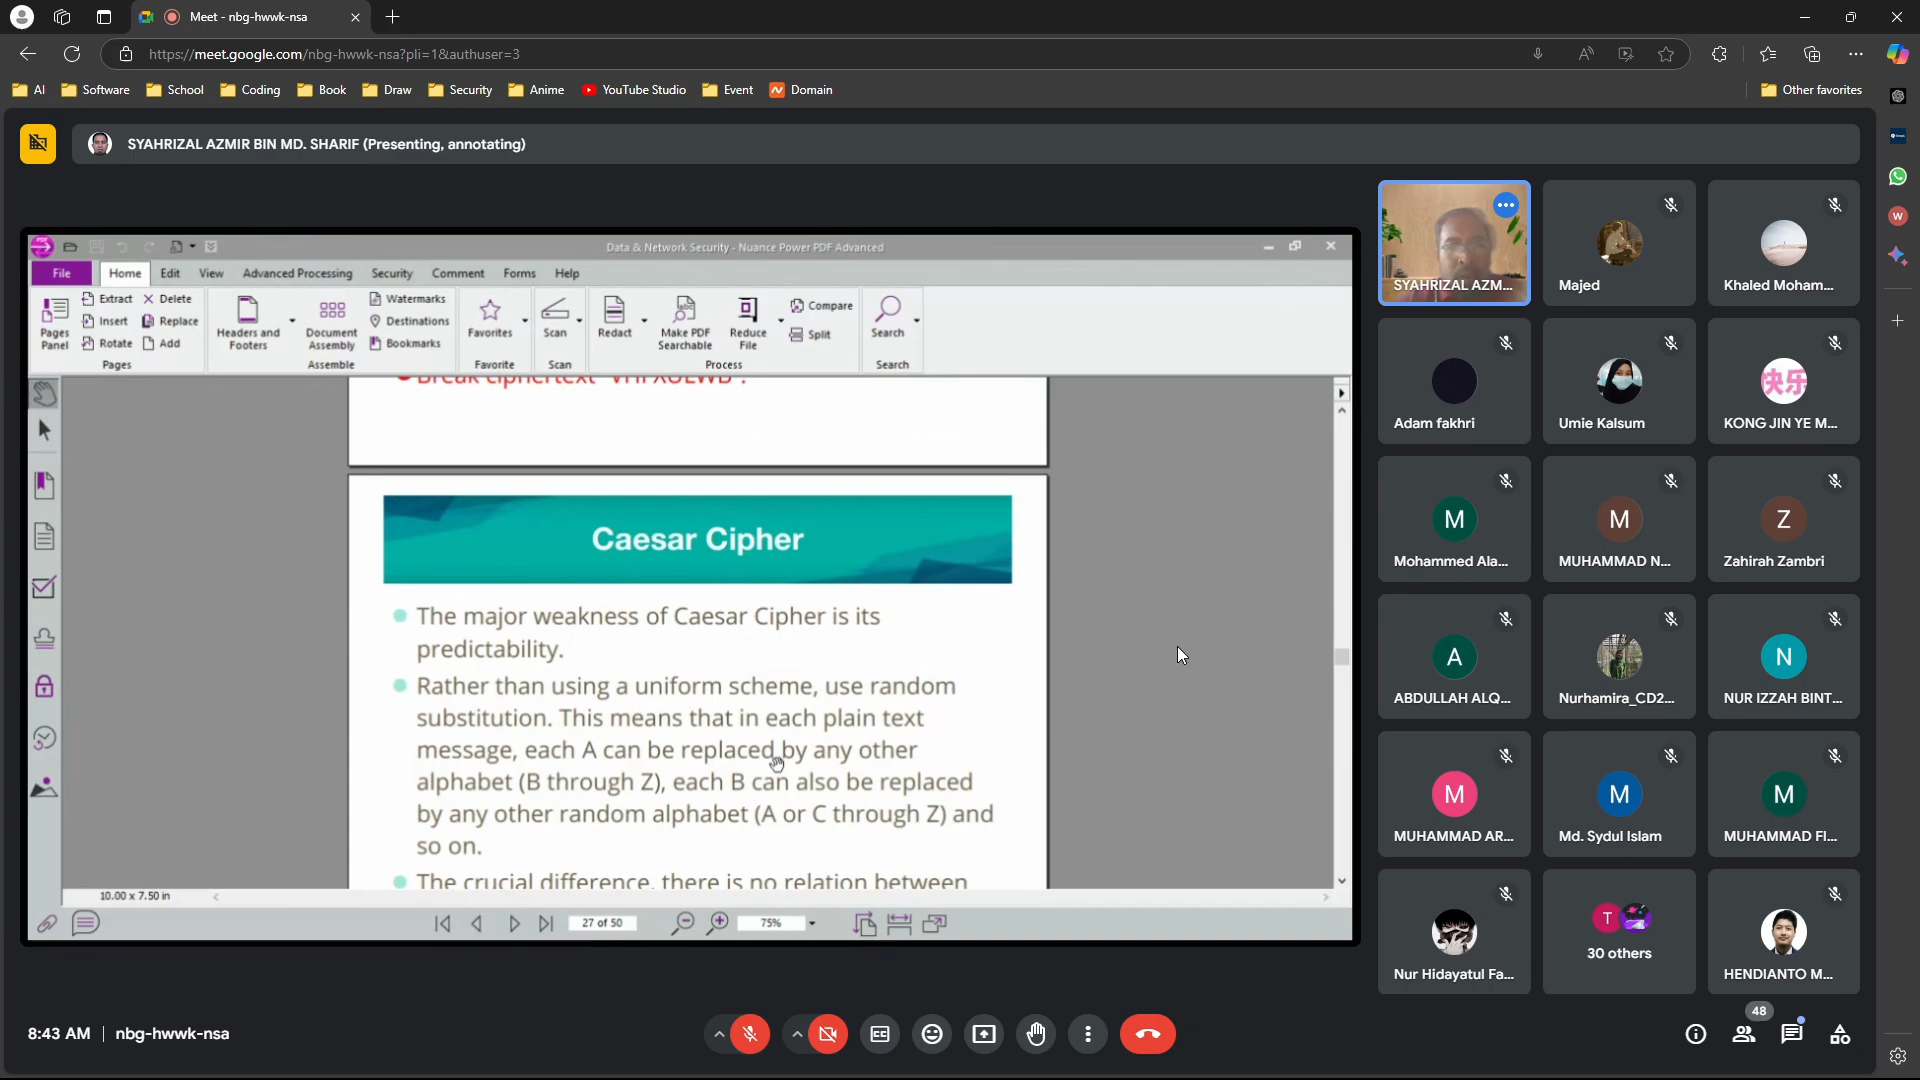 Meet - nbg-hwwk-nsa
https://meet.google.com/nbg-hwwk-nsa?pli=1&authuser=3
AI
Software
School
Coding
Book
Draw
Security
Anime
YouTube Studio
Event
Domain
Other favorites
SYAHRIZAL AZMIR BIN MD. SHARIF (Presenting, annotating)
Data & Network Security - Nuance Power PDF Advanced
File Home Edit View Advanced Processing Security Comment Forms Help
Pages Panel
Extract
Delete
Insert
Replace
Rotate
Add
Pages
Headers and Footers
Document Assembly
Watermarks
Destinations
Bookmarks
Assemble
Favorites
Favorite
Scan
Scan
Redact
Make PDF Searchable
Reduce File
Compare
Split
Process
Search
Search
Caesar Cipher
The major weakness of Caesar Cipher is its
predictability.
Rather than using a uniform scheme, use random
substitution. This means that in each plain text
message, each A can be replaced by any other
alphabet (B through Z), each B can also be replaced
by any other random alphabet (A or C through Z) and
so on.
The crucial difference, there is no relation between
10.00 x 7.50 in
27 of 50
75%
SYAHRIZAL AZM...
Majed
Khaled Moham...
Adam fakhri
Umie Kalsum
快乐
KONG JIN YE M...
M
Mohammed Ala...
M
MUHAMMAD N...
Z
Zahirah Zambri
A
ABDULLAH ALQ...
Nurhamira_CD2...
N
NUR IZZAH BINT...
M
MUHAMMAD AR...
M
Md. Sydul Islam
M
MUHAMMAD FI...
Nur Hidayatul Fa...
T
30 others
HENDIANTO M...
8:43 AM | nbg-hwwk-nsa
48